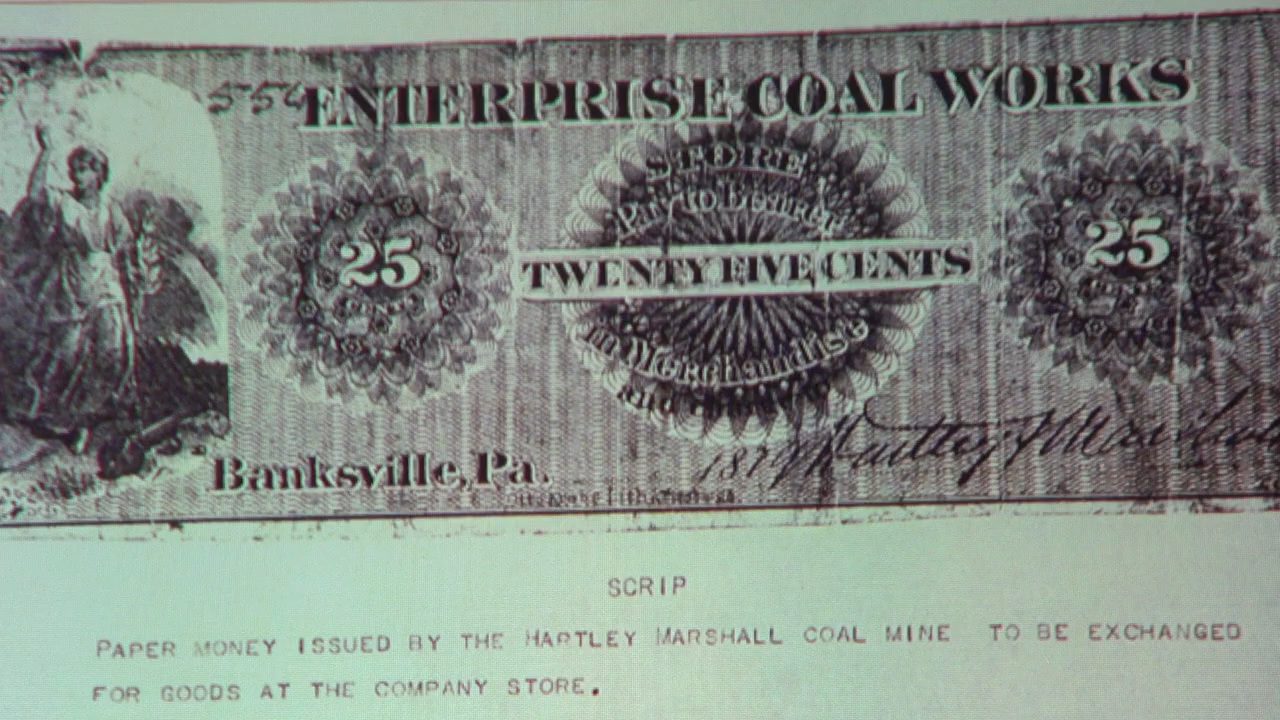 ENTERPRISE COAL WORKS
STORE
Pay to bearer
25
TWENTY FIVE CENTS
25
in Merchandise
Banksville, Pa.
SCRIP
PAPER MONEY ISSUED BY THE HARTLEY MARSHALL COAL MINE TO BE EXCHANGED
FOR GOODS AT THE COMPANY STORE.